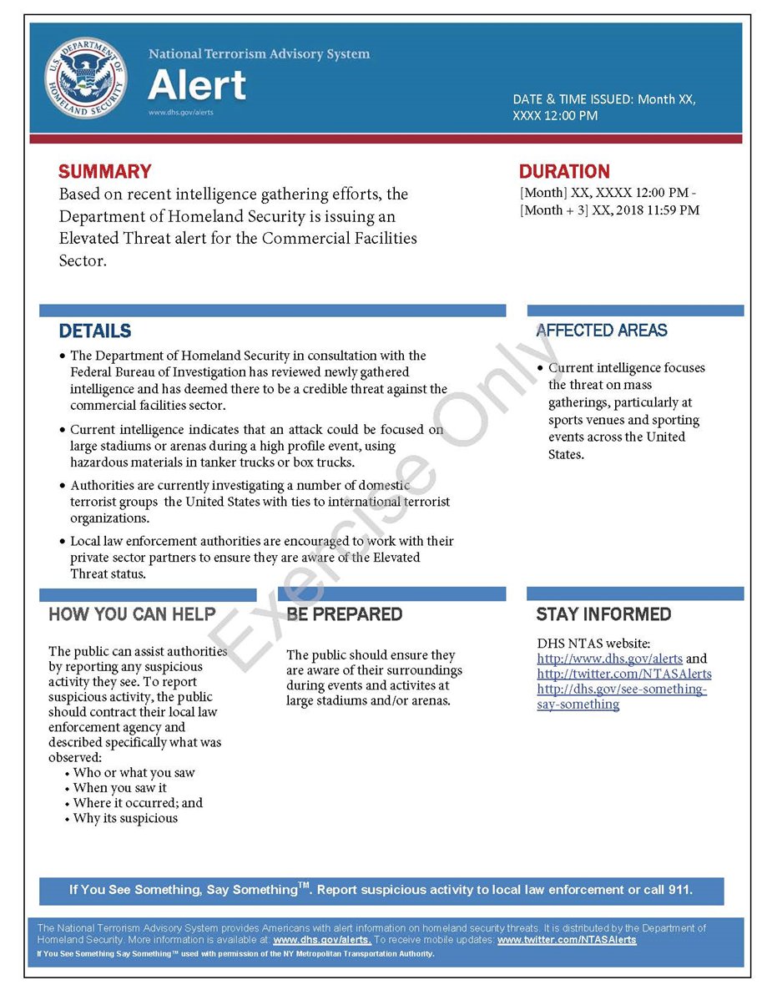 U.S. DEPARTMENT OF HOMELAND SECURITY
National Terrorism Advisory System
Alert
www.dhs.gov/alerts
DATE & TIME ISSUED: Month XX,
XXXX 12:00 PM
SUMMARY
Based on recent intelligence gathering efforts, the
Department of Homeland Security is issuing an
Elevated Threat alert for the Commercial Facilities
Sector.
DURATION
[Month] XX, XXXX 12:00 PM -
[Month + 3] XX, 2018 11:59 PM
DETAILS
• The Department of Homeland Security in consultation with the
Federal Bureau of Investigation has reviewed newly gathered
intelligence and has deemed there to be a credible threat against the
commercial facilities sector.
• Current intelligence indicates that an attack could be focused on
large stadiums or arenas during a high profile event, using
hazardous materials in tanker trucks or box trucks.
• Authorities are currently investigating a number of domestic
terrorist groups the United States with ties to international terrorist
organizations.
• Local law enforcement authorities are encouraged to work with their
private sector partners to ensure they are aware of the Elevated
Threat status.
AFFECTED AREAS
• Current intelligence focuses
the threat on mass
gatherings, particularly at
sports venues and sporting
events across the United
States.
Exercise Only
HOW YOU CAN HELP
The public can assist authorities
by reporting any suspicious
activity they see. To report
suspicious activity, the public
should contract their local law
enforcement agency and
described specifically what was
observed:
• Who or what you saw
• When you saw it
• Where it occurred; and
• Why its suspicious
BE PREPARED
The public should ensure they
are aware of their surroundings
during events and activites at
large stadiums and/or arenas.
STAY INFORMED
DHS NTAS website:
http://www.dhs.gov/alerts and
http://twitter.com/NTASAlerts
http://dhs.gov/see-something-
say-something
If You See Something, Say Something™. Report suspicious activity to local law enforcement or call 911.
The National Terrorism Advisory System provides Americans with alert information on homeland security threats. It is distributed by the Department of
Homeland Security. More information is available at: www.dhs.gov/alerts. To receive mobile updates: www.twitter.com/NTASAlerts
If You See Something Say Something™ used with permission of the NY Metropolitan Transportation Authority.